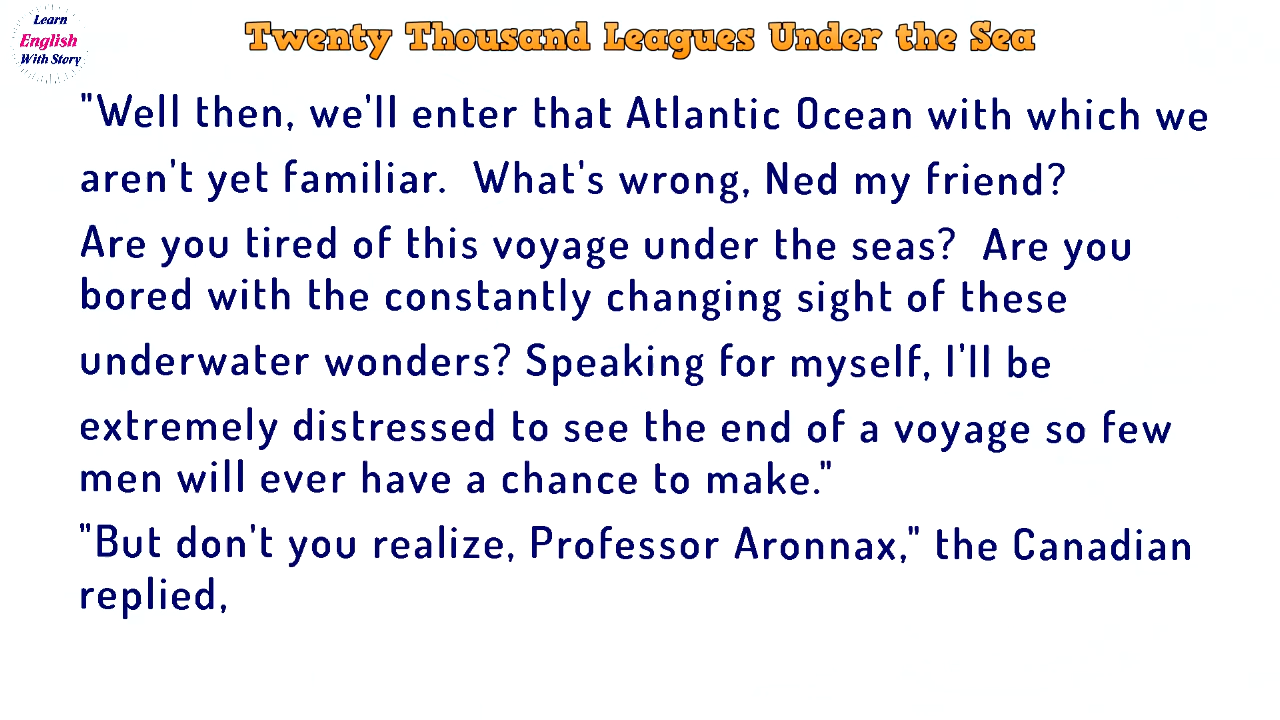 Learn
English
With Story
Twenty Thousand Leagues Under the Sea
"Well then, we'll enter that Atlantic Ocean with which we
aren't yet familiar.  What's wrong, Ned my friend?
Are you tired of this voyage under the seas?  Are you
bored with the constantly changing sight of these
underwater wonders? Speaking for myself, I'll be
extremely distressed to see the end of a voyage so few
men will ever have a chance to make."
"But don't you realize, Professor Aronnax," the Canadian
replied,